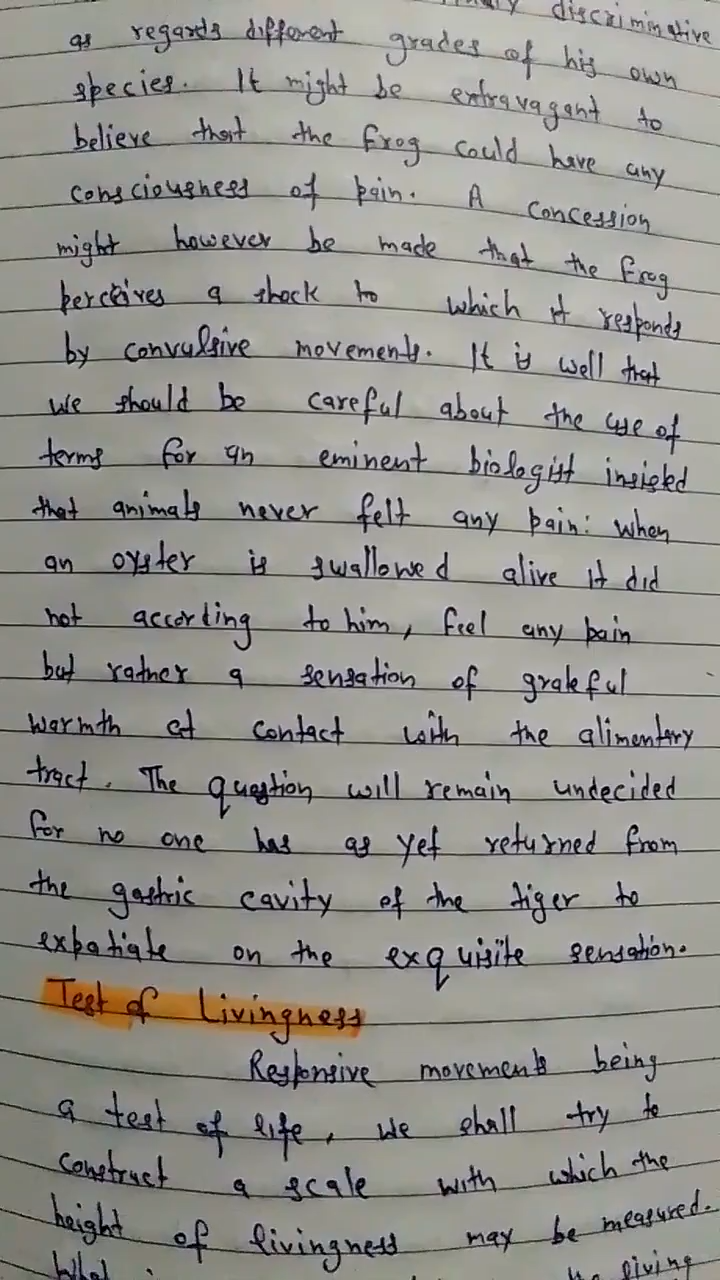 discriminative
as regards different grades of his own
species. It might be extravagant to
believe that the frog could have any
consciousness of pain. A concession
might however be made that the frog
perceives a shock to which it responds
by convulsive movements. It is well that
we should be careful about the use of
terms for an eminent biologist insisted
that animals never felt any pain: when
an oyster is swallowed alive it did
not according to him, feel any pain
but rather a sensation of grateful
warmth at contact with the alimentary
tract. The question will remain undecided
for no one has as yet returned from
the gastric cavity of the tiger to
expatiate on the exquisite sensation.
Test of Livingness
Responsive movements being
a test of life, we shall try to
construct a scale with which the
height of livingness may be measured.
What living